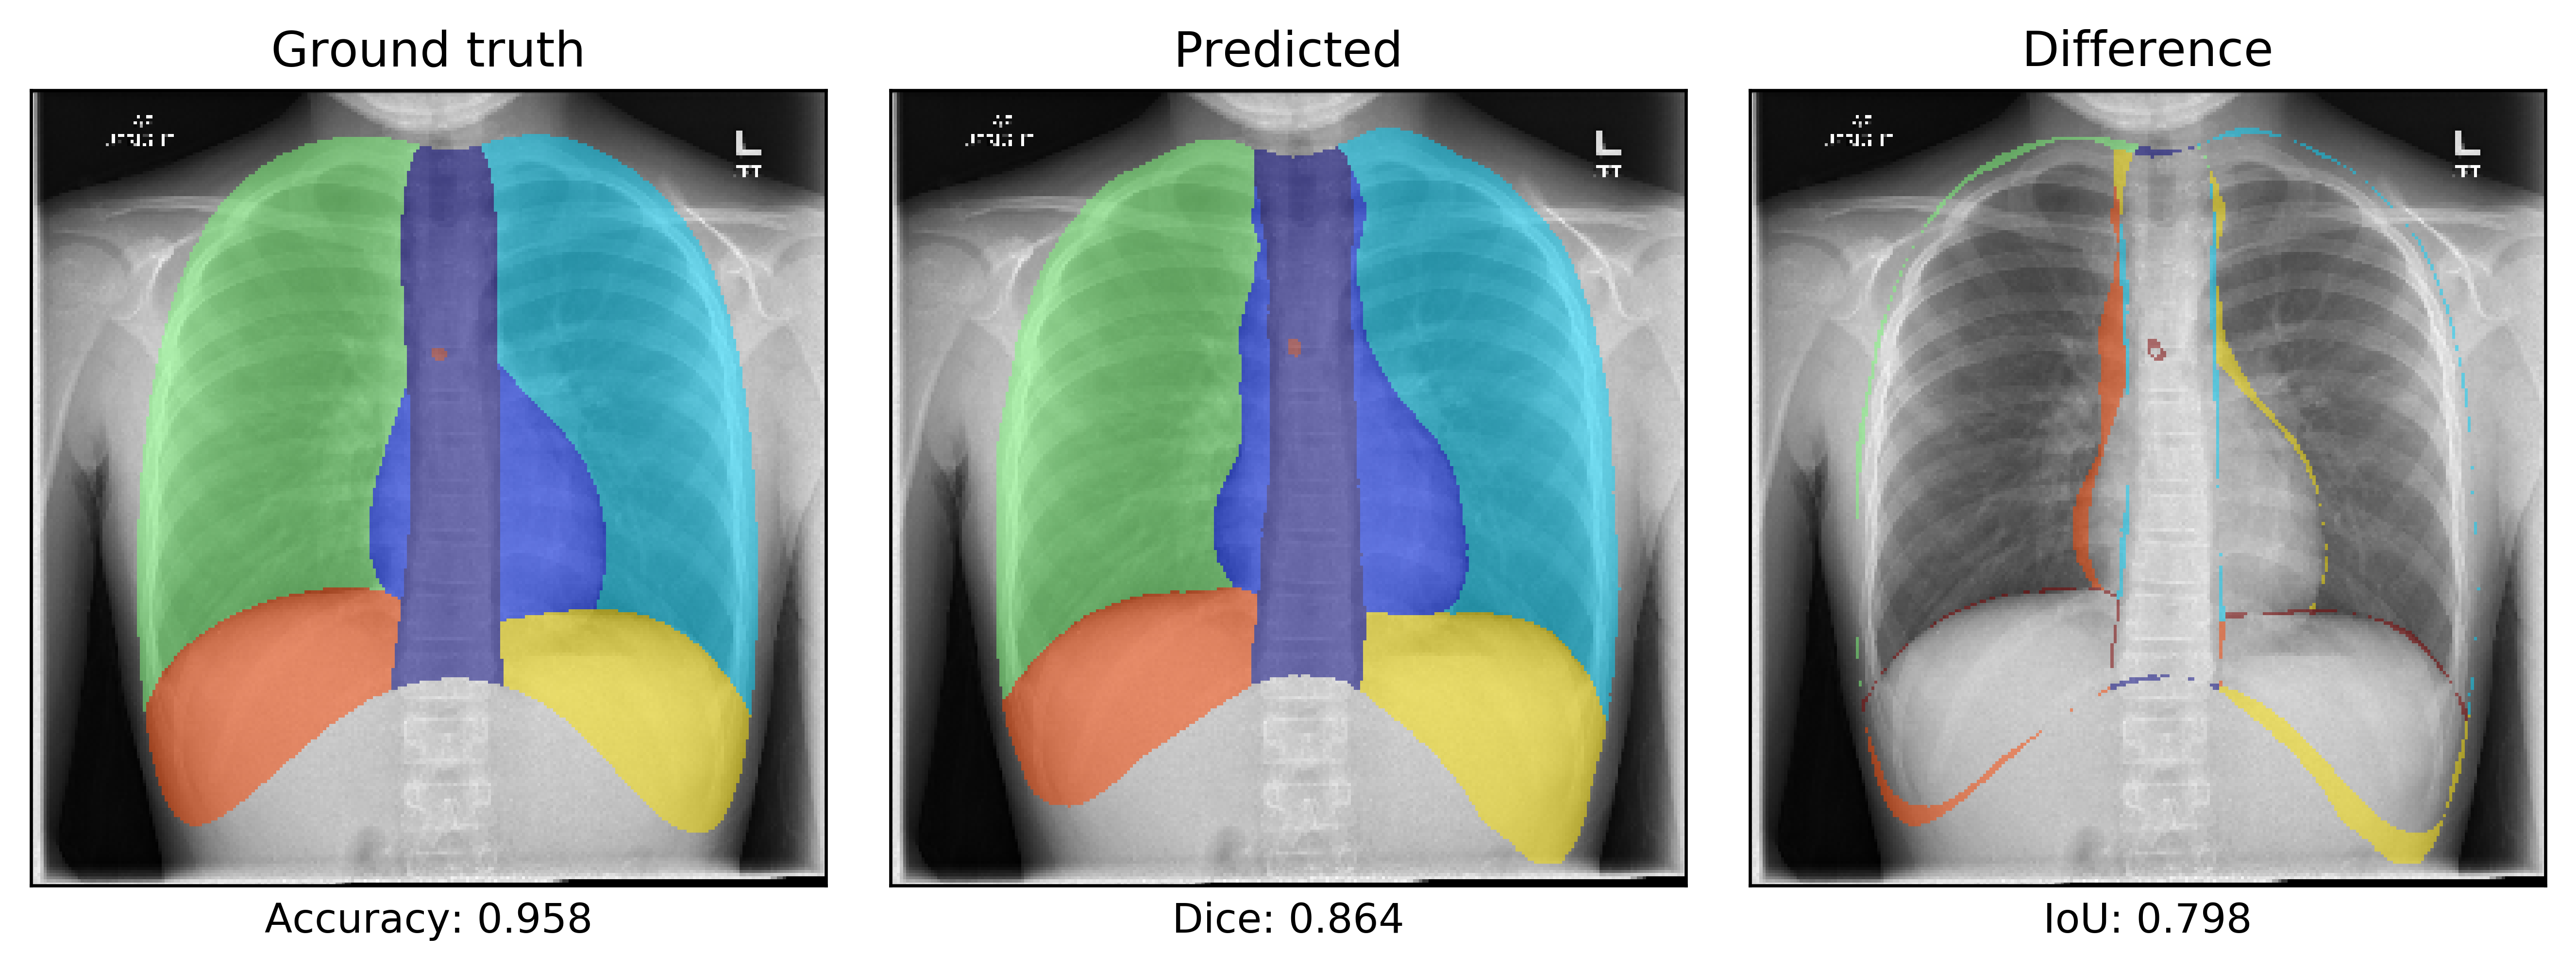 Ground truth
Predicted
Difference
L
L
L
Accuracy: 0.958
Dice: 0.864
IoU: 0.798